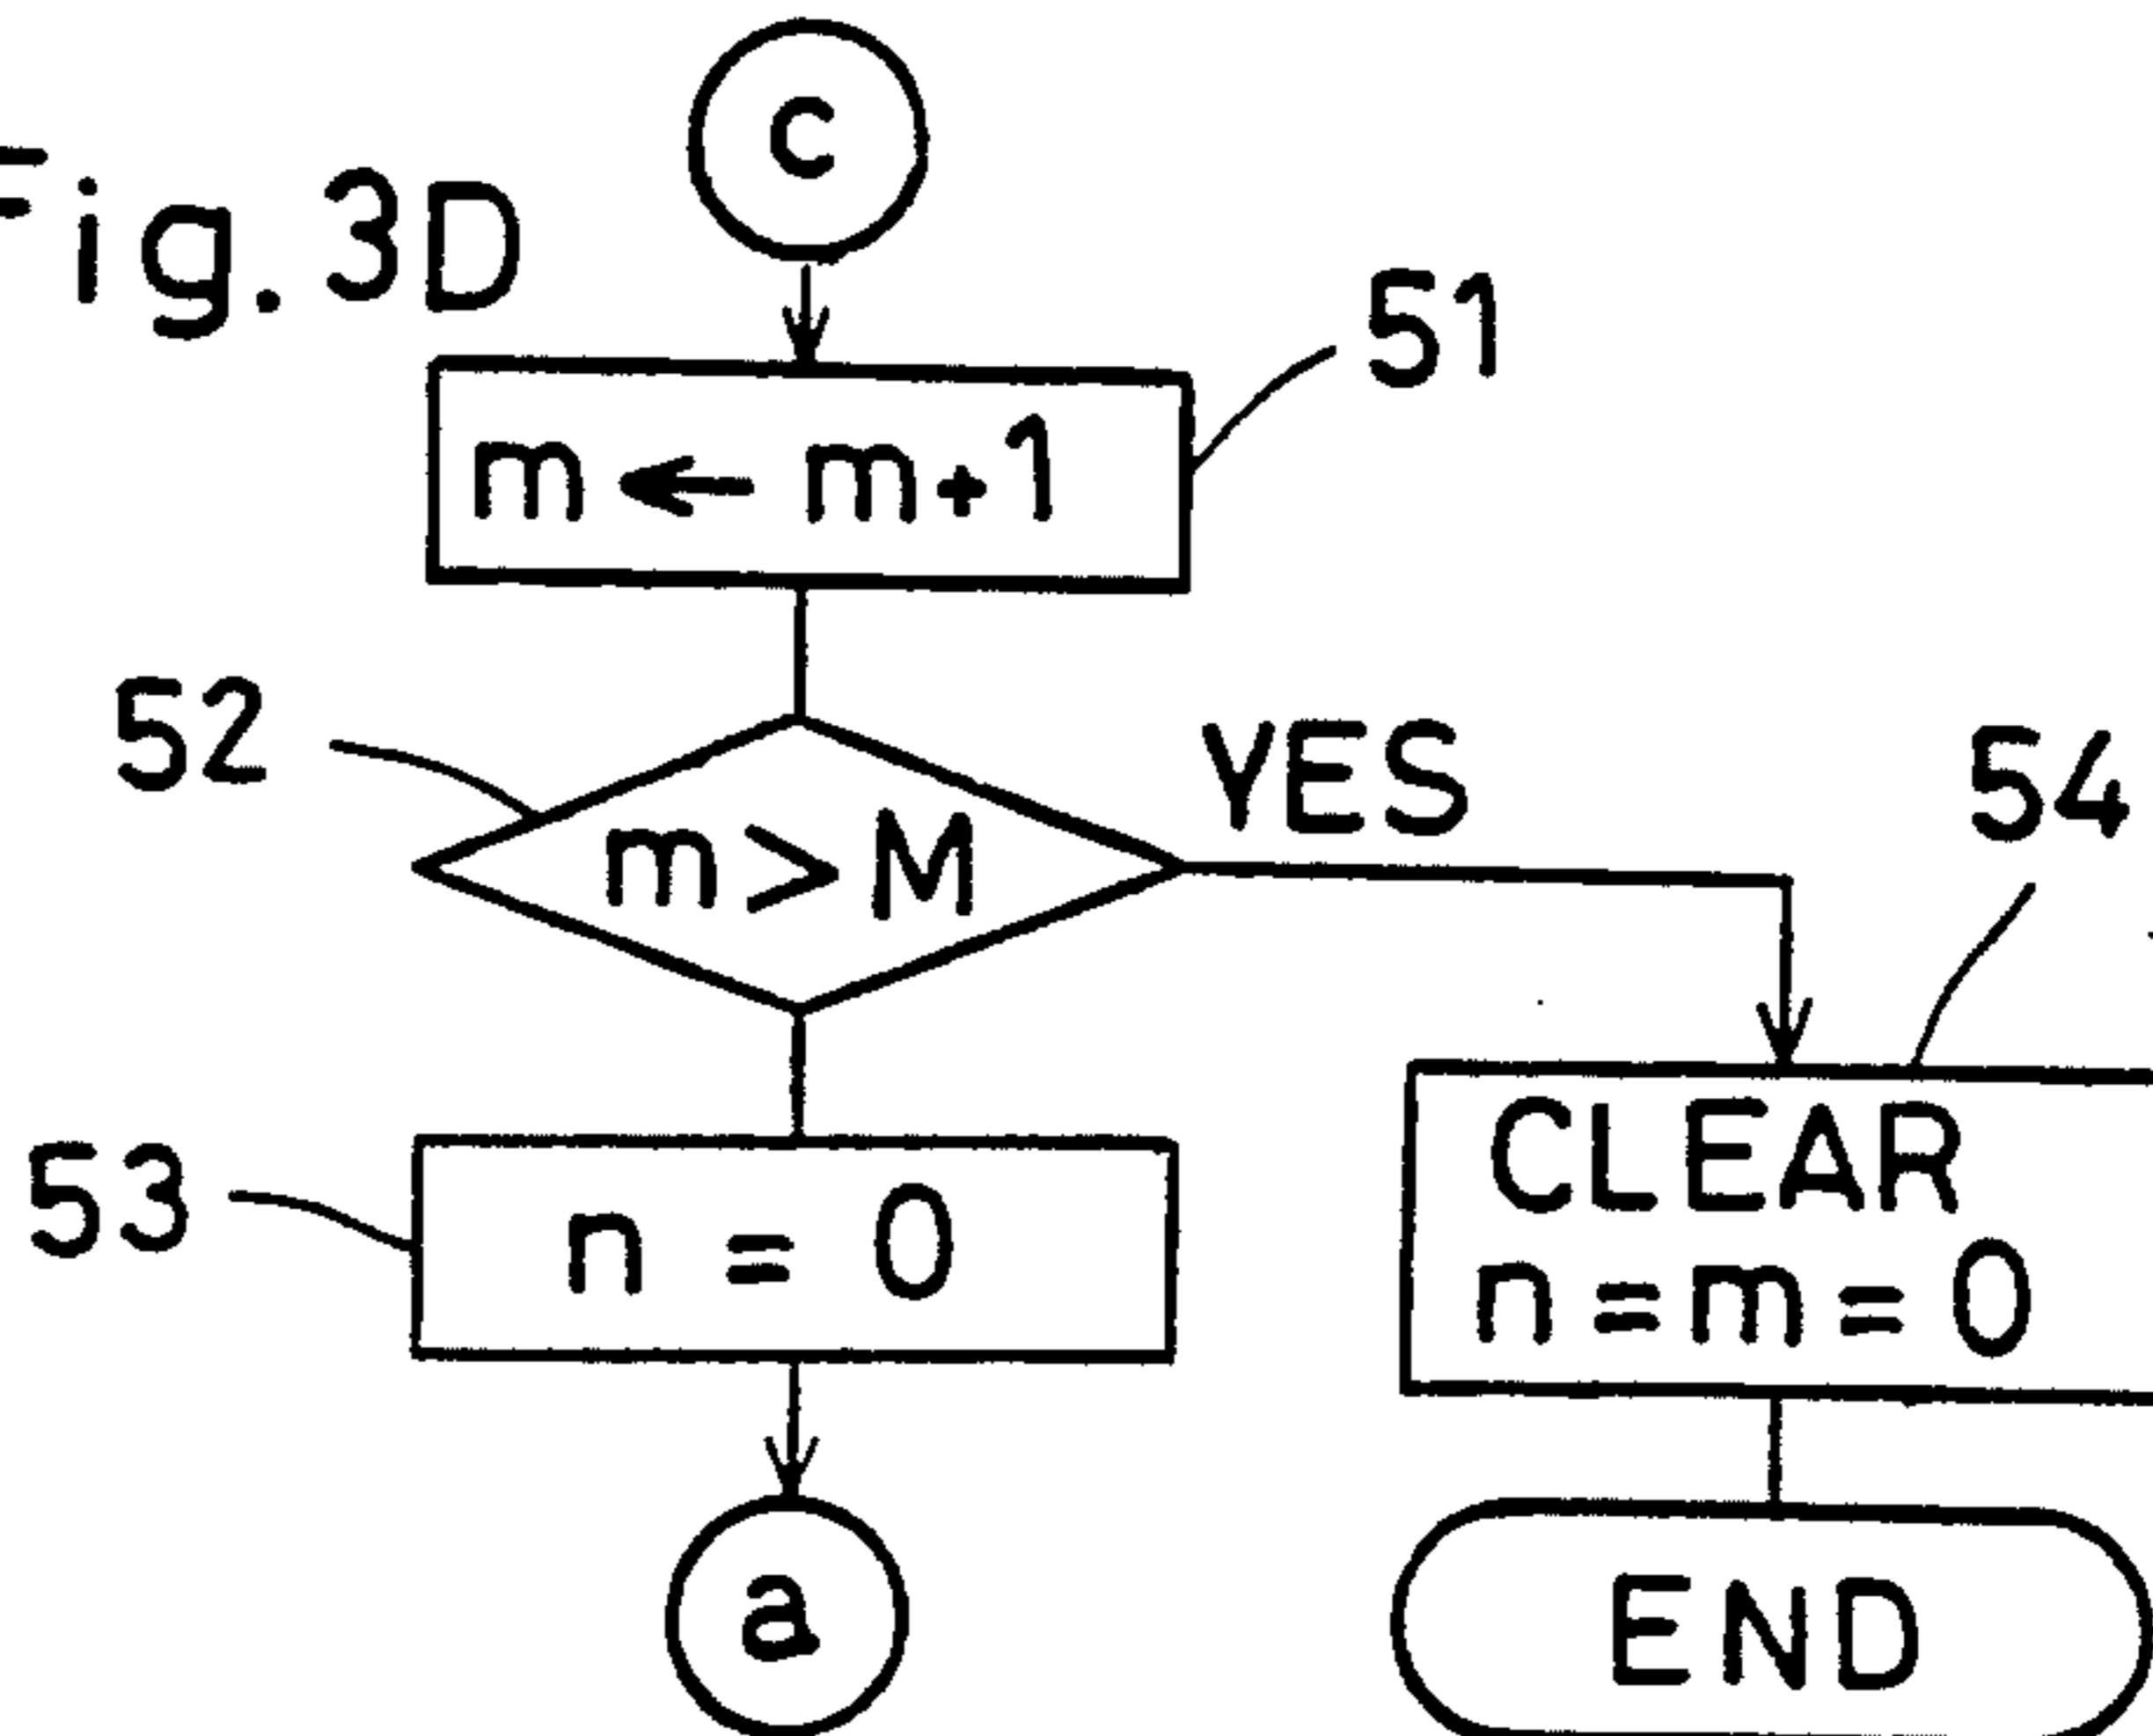 Fig. 3D
c
51
m ← m+1
52
m>M
YES
54
53
n = 0
CLEAR
n=m=0
a
END